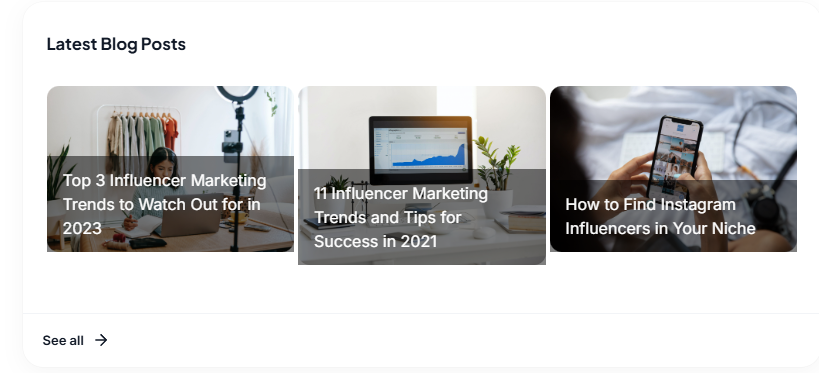 Latest Blog Posts
Top 3 Influencer Marketing
Trends to Watch Out for in
2023
11 Influencer Marketing
Trends and Tips for
Success in 2021
How to Find Instagram
Influencers in Your Niche
See all